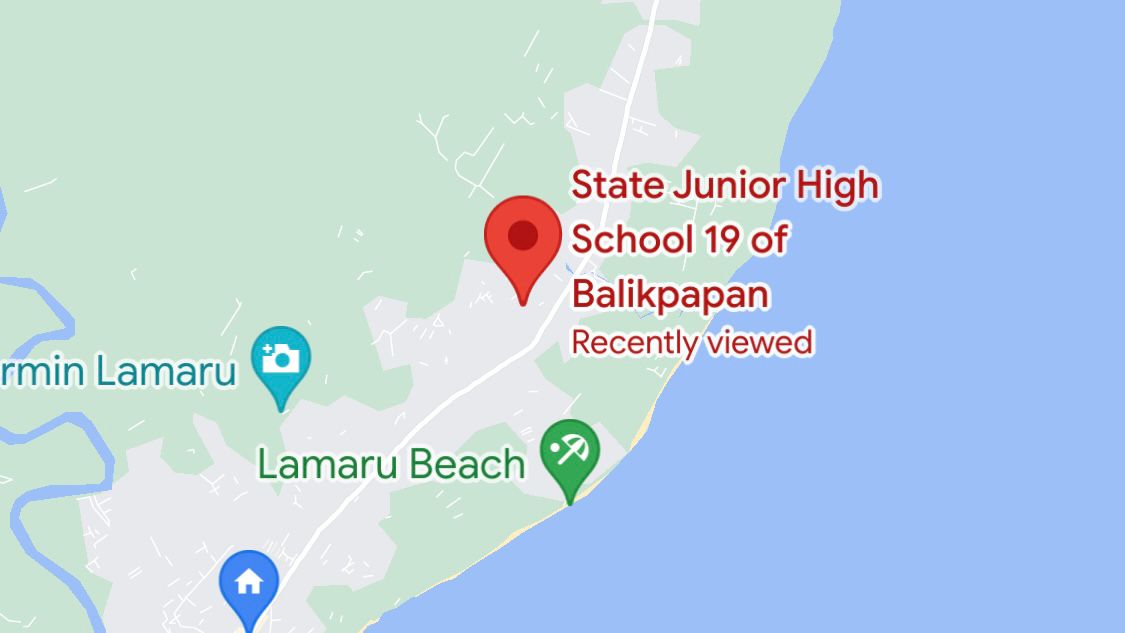 State Junior High
School 19 of
Balikpapan
Recently viewed
rmin Lamaru
Lamaru Beach